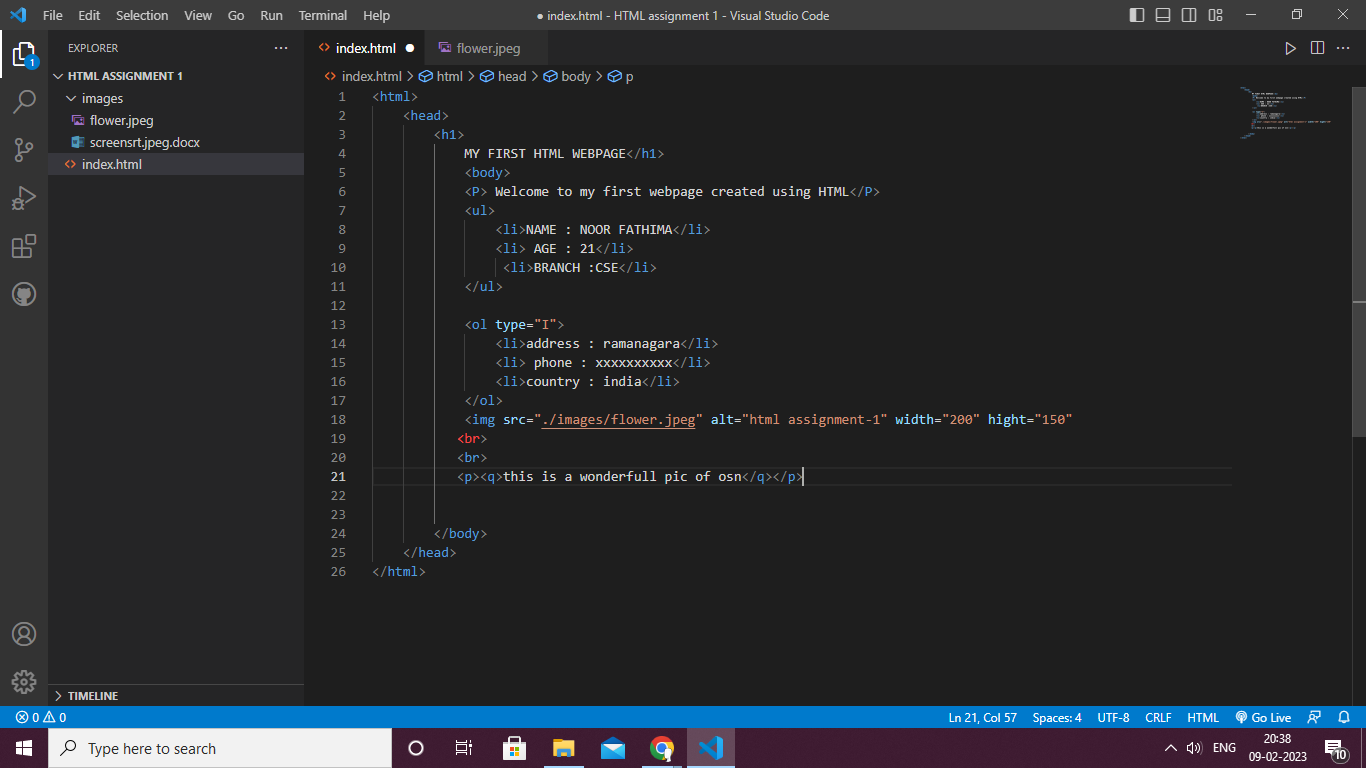 File Edit Selection View Go Run Terminal Help
● index.html - HTML assignment 1 - Visual Studio Code
EXPLORER
HTML ASSIGNMENT 1
images
flower.jpeg
screensrt.jpeg.docx
index.html
TIMELINE
index.html
flower.jpeg
index.html > html > head > body > p
1 <html>
2 <head>
3 <h1>
4 MY FIRST HTML WEBPAGE</h1>
5 <body>
6 <P> Welcome to my first webpage created using HTML</P>
7 <ul>
8 <li>NAME : NOOR FATHIMA</li>
9 <li> AGE : 21</li>
10 <li>BRANCH :CSE</li>
11 </ul>
12
13 <ol type="I">
14 <li>address : ramanagara</li>
15 <li> phone : xxxxxxxxxx</li>
16 <li>country : india</li>
17 </ol>
18 <img src="./images/flower.jpeg" alt="html assignment-1" width="200" hight="150"
19 <br>
20 <br>
21 <p><q>this is a wonderfull pic of osn</q></p>
22
23
24 </body>
25 </head>
26 </html>
1
0 0
Ln 21, Col 57 Spaces: 4 UTF-8 CRLF HTML Go Live
Type here to search
ENG
20:38
09-02-2023
10